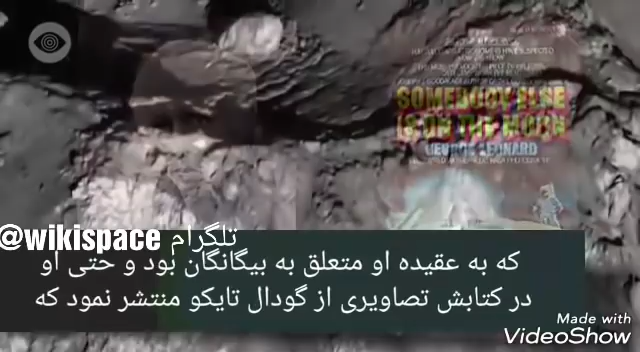 SOMEBODY ELSE
IS ON THE MOON
GEORGE LEONARD
@wikispace تلگرام
که به عقیده او متعلق به بیگانگان بود و حتی او
در کتابش تصاویری از گودال تایکو منتشر نمود که
Made with
VideoShow